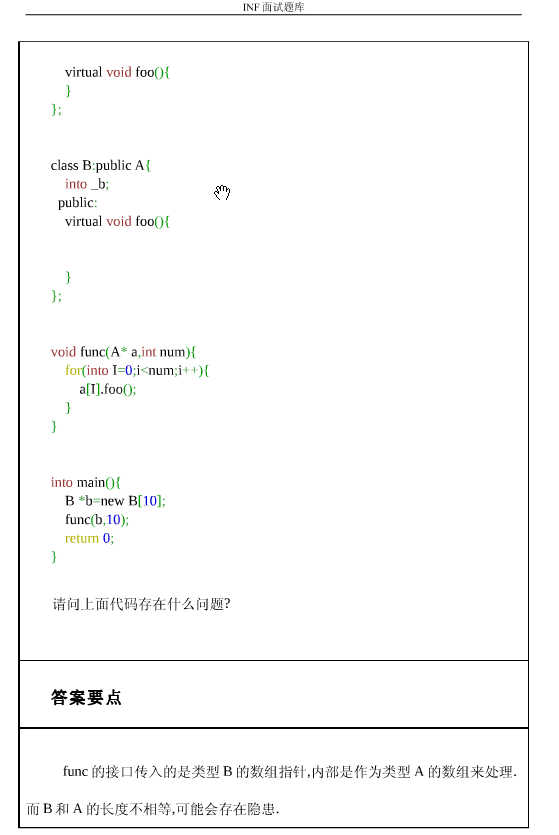 INF 面试题库
virtual void foo(){
}
};
class B:public A{
into _b;
public:
virtual void foo(){
}
};
void func(A* a,int num){
for(into I=0;i<num;i++){
a[I].foo();
}
}
into main(){
B *b=new B[10];
func(b,10);
return 0;
}
请问上面代码存在什么问题?
答案要点
func 的接口传入的是类型 B 的数组指针,内部是作为类型 A 的数组来处理.
而 B 和 A 的长度不相等,可能会存在隐患.